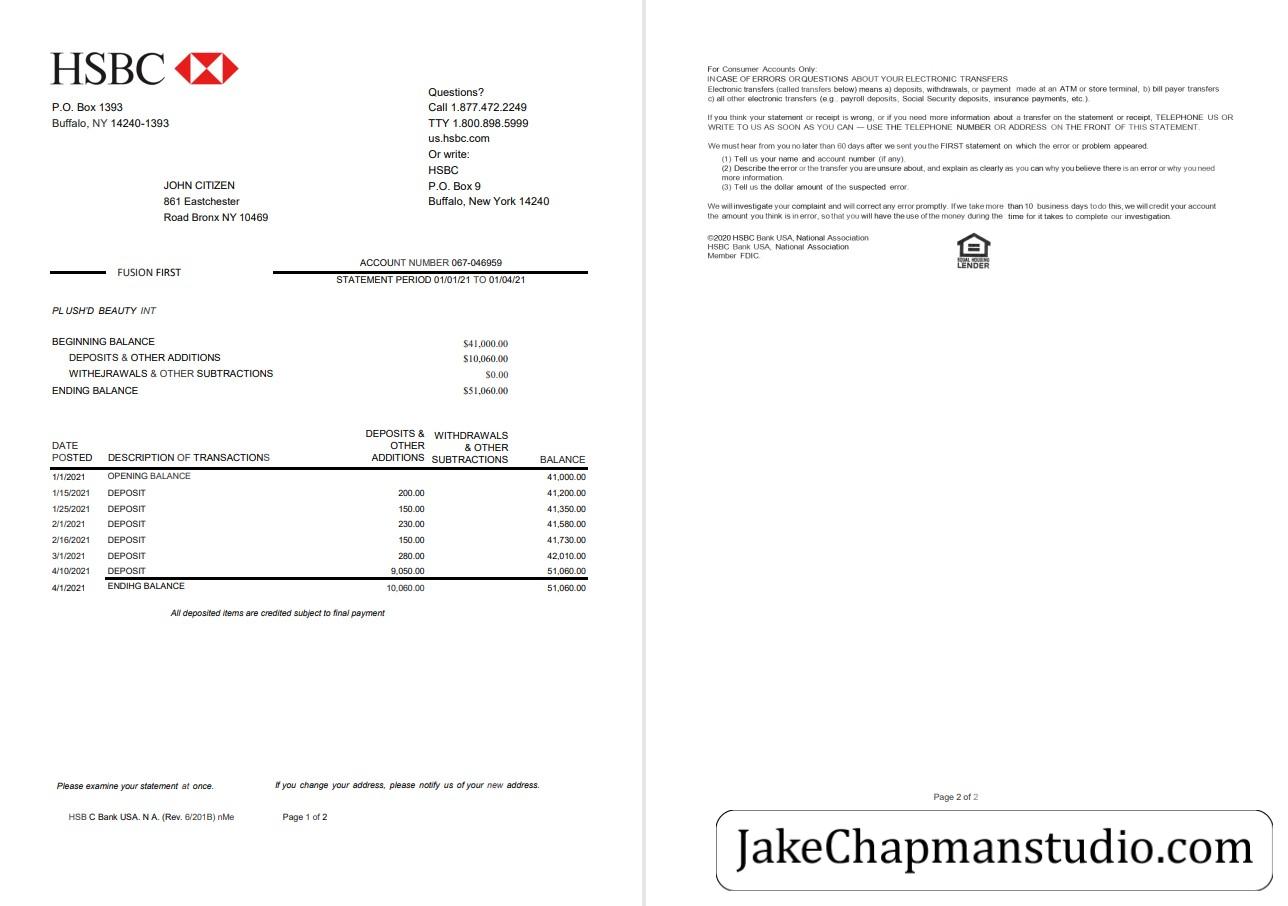 HSBC
P.O. Box 1393
Buffalo, NY 14240-1393
Questions?
Call 1.877.472.2249
TTY 1.800.898.5999
us.hsbc.com
Or write:
HSBC
P.O. Box 9
Buffalo, New York 14240
JOHN CITIZEN
861 Eastchester
Road Bronx NY 10469
FUSION FIRST
ACCOUNT NUMBER 067-046959
STATEMENT PERIOD 01/01/21 TO 01/04/21
PLUSH'D BEAUTY INT
BEGINNING BALANCE $41,000.00
DEPOSITS & OTHER ADDITIONS $10,060.00
WITHEJRAWALS & OTHER SUBTRACTIONS $0.00
ENDING BALANCE $51,060.00
DATE POSTED DESCRIPTION OF TRANSACTIONS DEPOSITS & OTHER ADDITIONS WITHDRAWALS & OTHER SUBTRACTIONS BALANCE
1/1/2021 OPENING BALANCE 41,000.00
1/15/2021 DEPOSIT 200.00 41,200.00
1/25/2021 DEPOSIT 150.00 41,350.00
2/1/2021 DEPOSIT 230.00 41,580.00
2/16/2021 DEPOSIT 150.00 41,730.00
3/1/2021 DEPOSIT 280.00 42,010.00
4/10/2021 DEPOSIT 9,050.00 51,060.00
4/1/2021 ENDIHG BALANCE 10,060.00 51,060.00
All deposited items are credited subject to final payment
Please examine your statement at once. If you change your address, please notify us of your new address.
HSB C Bank USA. N A. (Rev. 6/201B) nMe Page 1 of 2
For Consumer Accounts Only:
IN CASE OF ERRORS OR QUESTIONS ABOUT YOUR ELECTRONIC TRANSFERS
Electronic transfers (called transfers below) means a) deposits, withdrawals, or payment made at an ATM or store terminal, b) bill payer transfers
c) all other electronic transfers (e.g.. payroll deposits, Social Security deposits, insurance payments, etc.).
If you think your statement or receipt is wrong, or if you need more information about a transfer on the statement or receipt, TELEPHONE US OR
WRITE TO US AS SOON AS YOU CAN — USE THE TELEPHONE NUMBER OR ADDRESS ON THE FRONT OF THIS STATEMENT.
We must hear from you no later than 60 days after we sent you the FIRST statement on which the error or problem appeared.
(1) Tell us your name and account number (if any).
(2) Describe the error or the transfer you are unsure about, and explain as clearly as you can why you believe there is an error or why you need
more information.
(3) Tell us the dollar amount of the suspected error.
We will investigate your complaint and will correct any error promptly. If we take more than 10 business days to do this, we will credit your account
the amount you think is in error, so that you will have the use of the money during the time for it takes to complete our investigation.
©2020 HSBC Bank USA, National Association
HSBC Bank USA, National Association
Member FDIC.
EQUAL HOUSING
LENDER
Page 2 of 2
JakeChapmanstudio.com